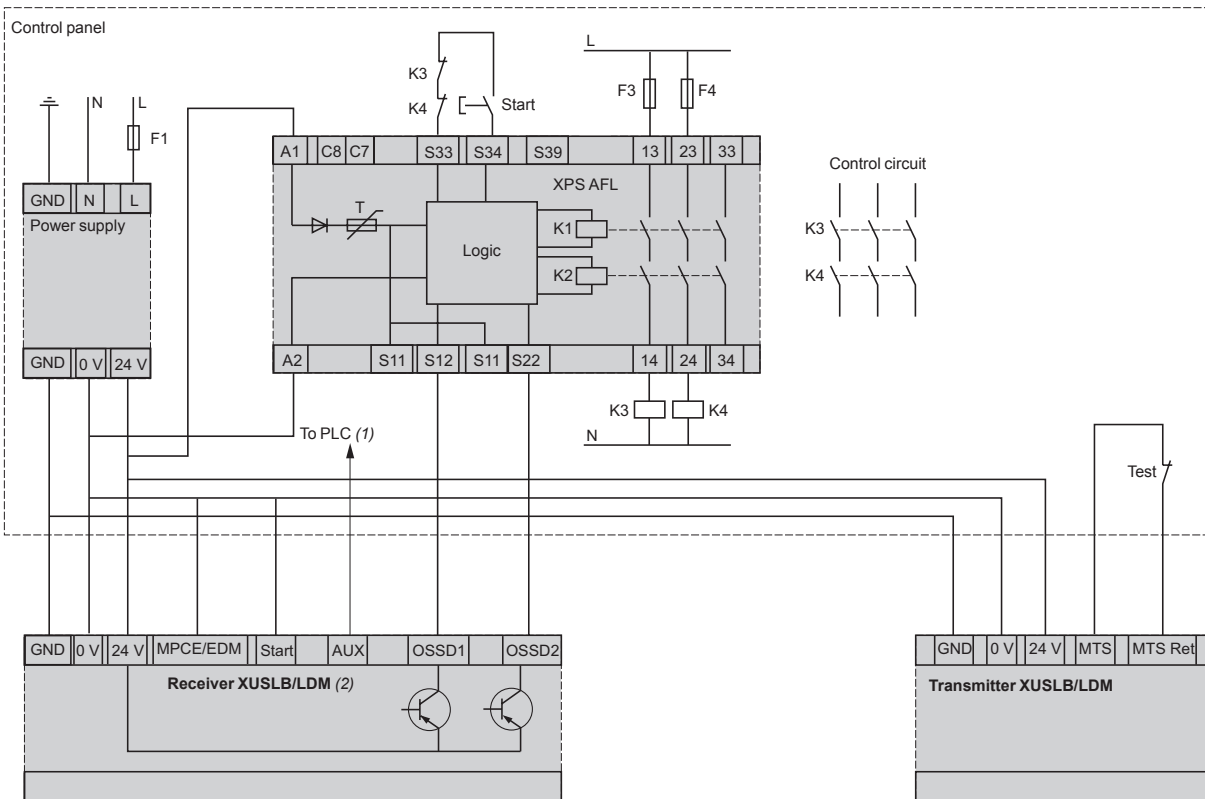 Control panel
N
L
F1
K3
K4
Start
L
F3
F4
GND N L
Power supply
GND 0 V 24 V
A1 C8 C7 S33 S34 S39 13 23 33
XPS AFL
T
Logic
K1
K2
A2 S11 S12 S11 S22 14 24 34
Control circuit
K3
K4
K3
K4
N
To PLC (1)
Test
GND 0 V 24 V MPCE/EDM Start AUX OSSD1 OSSD2
Receiver XUSLB/LDM (2)
GND 0 V 24 V MTS MTS Ret
Transmitter XUSLB/LDM